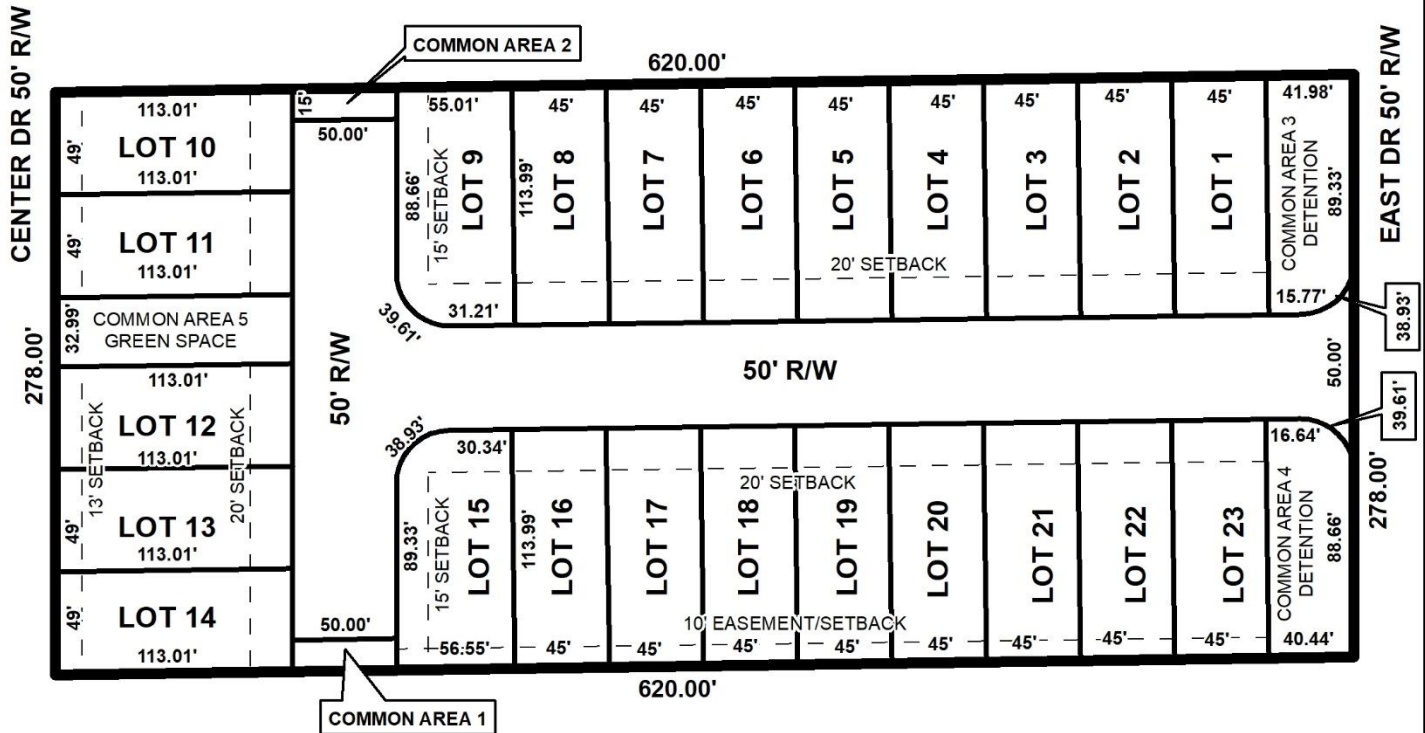 CENTER DR 50' R/W
COMMON AREA 2
620.00'
EAST DR 50' R/W
113.01'
49'
LOT 10
113.01'
49'
LOT 11
113.01'
32.99'
COMMON AREA 5
GREEN SPACE
278.00'
113.01'
LOT 12
113.01'
13' SETBACK
20' SETBACK
49'
LOT 13
113.01'
49'
LOT 14
113.01'
15'
50.00'
50' R/W
50.00'
COMMON AREA 1
55.01'
45'
45'
45'
45'
45'
45'
45'
45'
41.98'
88.66'
15' SETBACK
LOT 9
113.99'
LOT 8
LOT 7
LOT 6
LOT 5
LOT 4
LOT 3
LOT 2
LOT 1
COMMON AREA 3
DETENTION
89.33'
20' SETBACK
39.61'
31.21'
15.77'
38.93'
50' R/W
50.00'
38.93'
30.34'
16.64'
39.61'
20' SETBACK
89.33'
15' SETBACK
LOT 15
113.99'
LOT 16
LOT 17
LOT 18
LOT 19
LOT 20
LOT 21
LOT 22
LOT 23
COMMON AREA 4
DETENTION
88.66'
278.00'
10' EASEMENT/SETBACK
56.55'
45'
45'
45'
45'
45'
45'
45'
45'
40.44'
620.00'